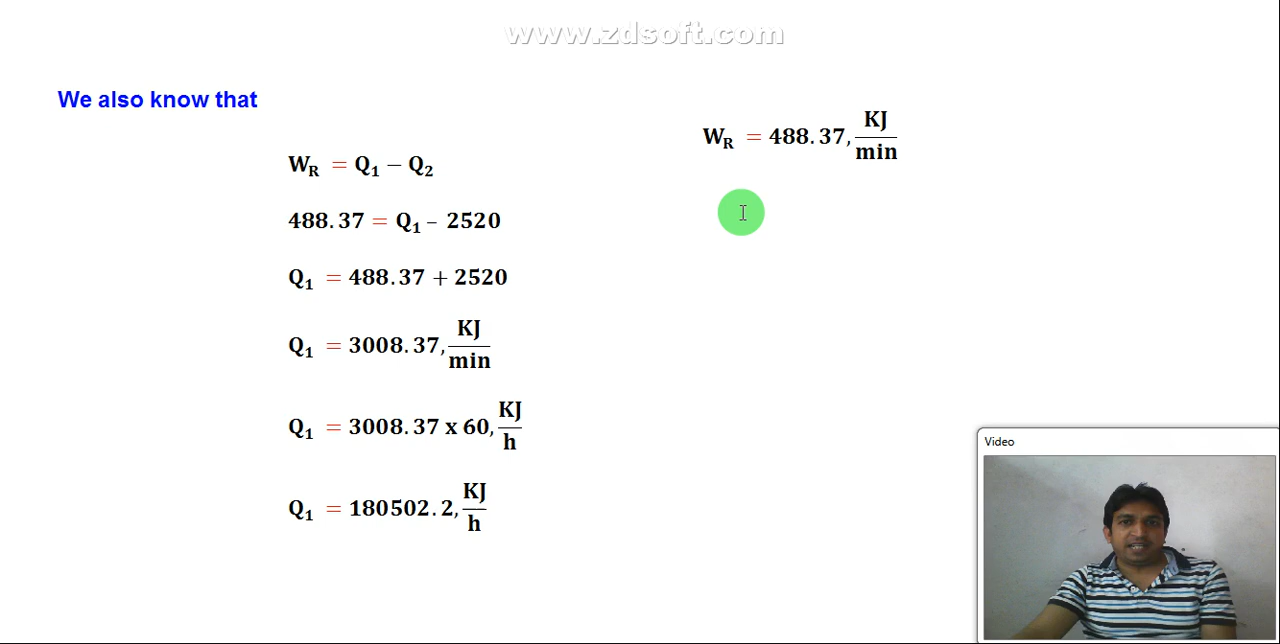 www.zdsoft.com
We also know that
W_R = Q_1 − Q_2
488.37 = Q_1 – 2520
Q_1 = 488.37 + 2520
Q_1 = 3008.37, KJ/min
Q_1 = 3008.37 x 60, KJ/h
Q_1 = 180502.2, KJ/h
W_R = 488.37, KJ/min
Video